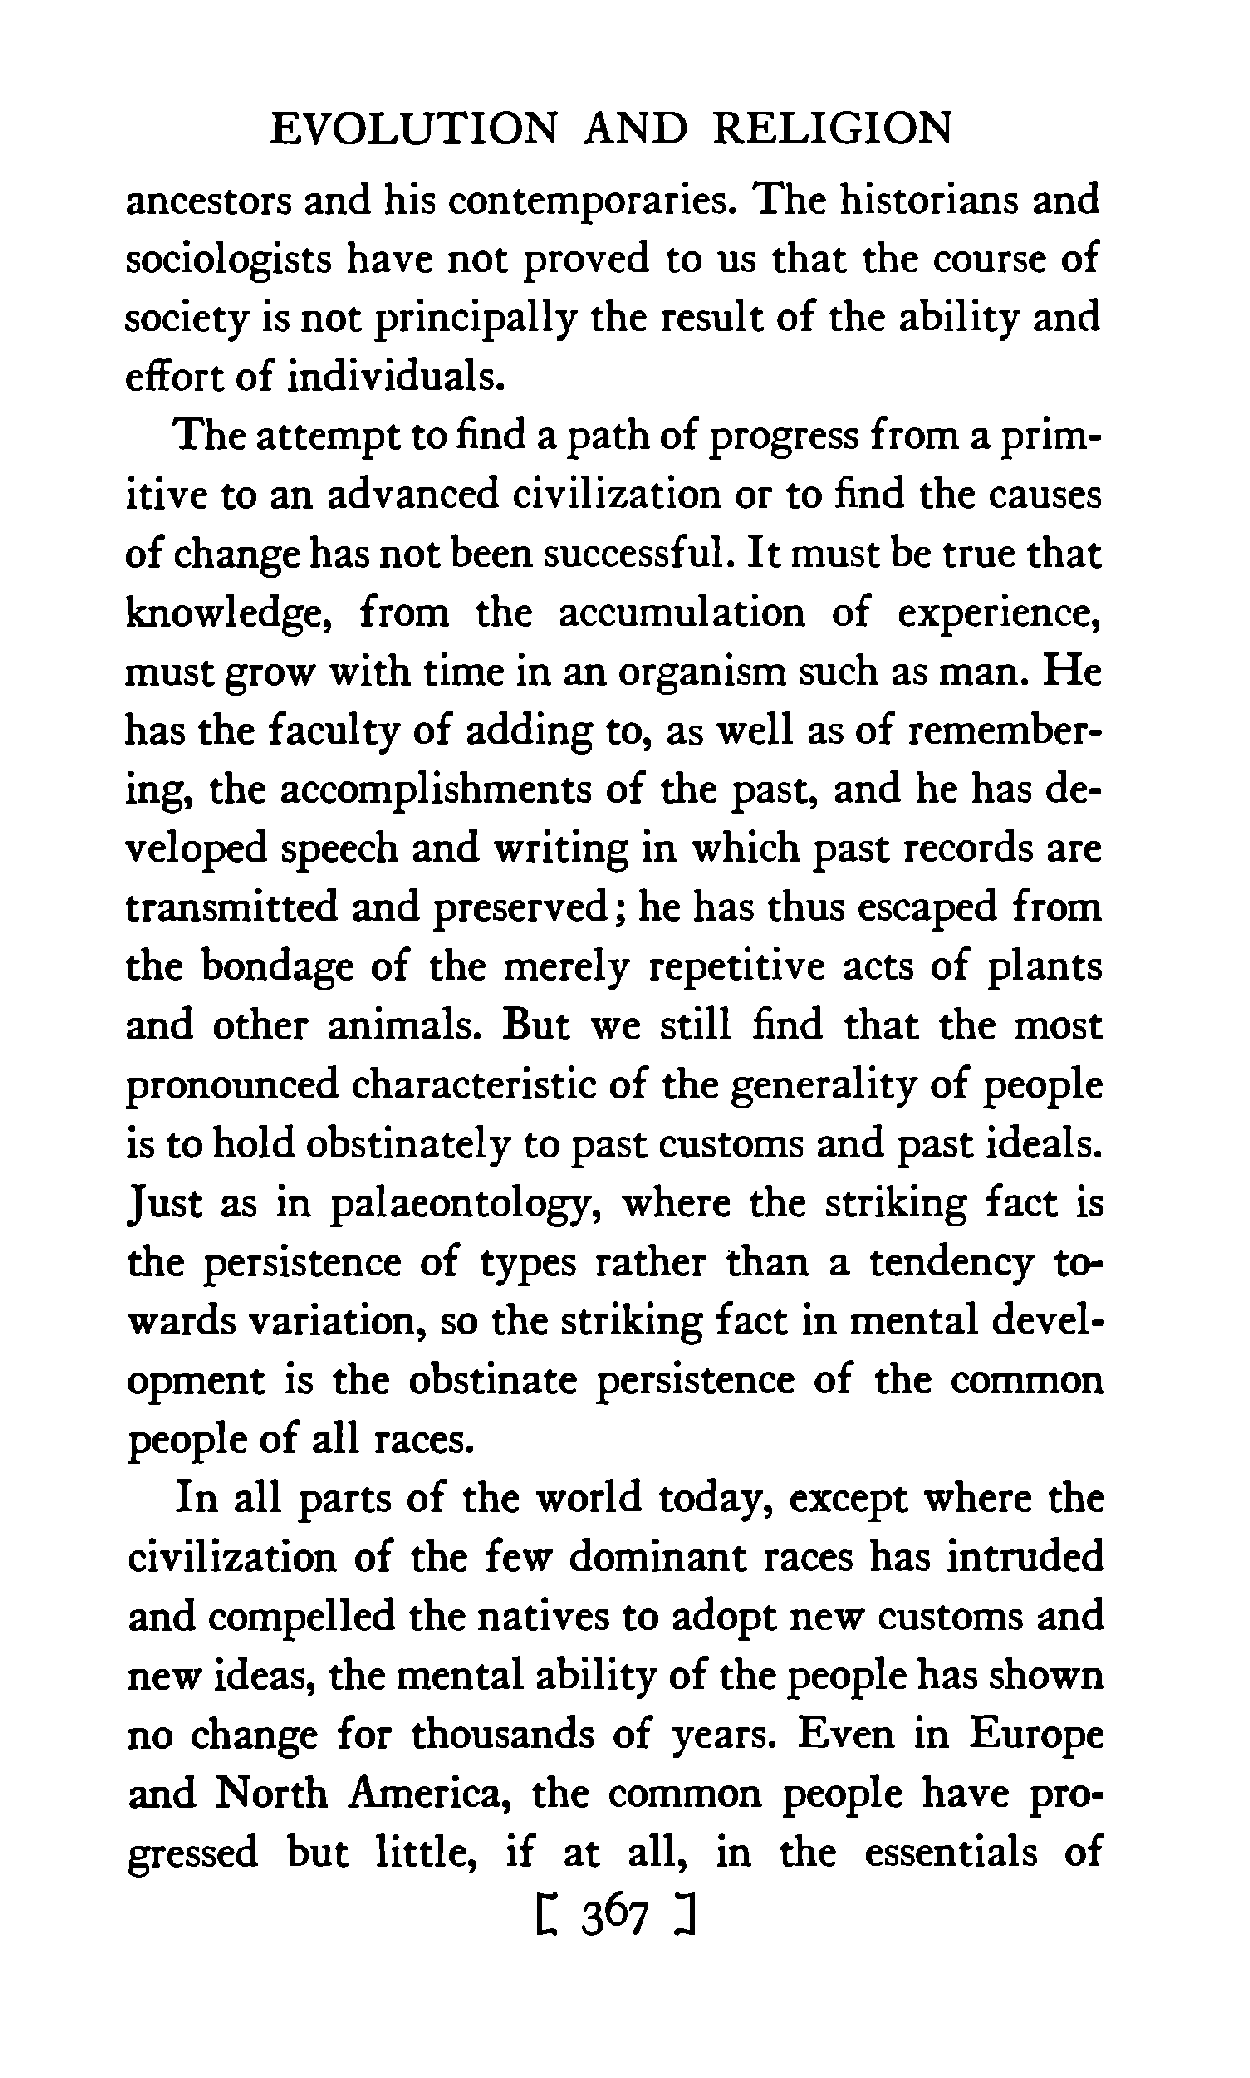 EVOLUTION AND RELIGION
ancestors and his contemporaries. The historians and
sociologists have not proved to us that the course of
society is not principally the result of the ability and
effort of individuals.
The attempt to find a path of progress from a prim-
itive to an advanced civilization or to find the causes
of change has not been successful. It must be true that
knowledge, from the accumulation of experience,
must grow with time in an organism such as man. He
has the faculty of adding to, as well as of remember-
ing, the accomplishments of the past, and he has de-
veloped speech and writing in which past records are
transmitted and preserved; he has thus escaped from
the bondage of the merely repetitive acts of plants
and other animals. But we still find that the most
pronounced characteristic of the generality of people
is to hold obstinately to past customs and past ideals.
Just as in palaeontology, where the striking fact is
the persistence of types rather than a tendency to-
wards variation, so the striking fact in mental devel-
opment is the obstinate persistence of the common
people of all races.
In all parts of the world today, except where the
civilization of the few dominant races has intruded
and compelled the natives to adopt new customs and
new ideas, the mental ability of the people has shown
no change for thousands of years. Even in Europe
and North America, the common people have pro-
gressed but little, if at all, in the essentials of
[ 367 ]